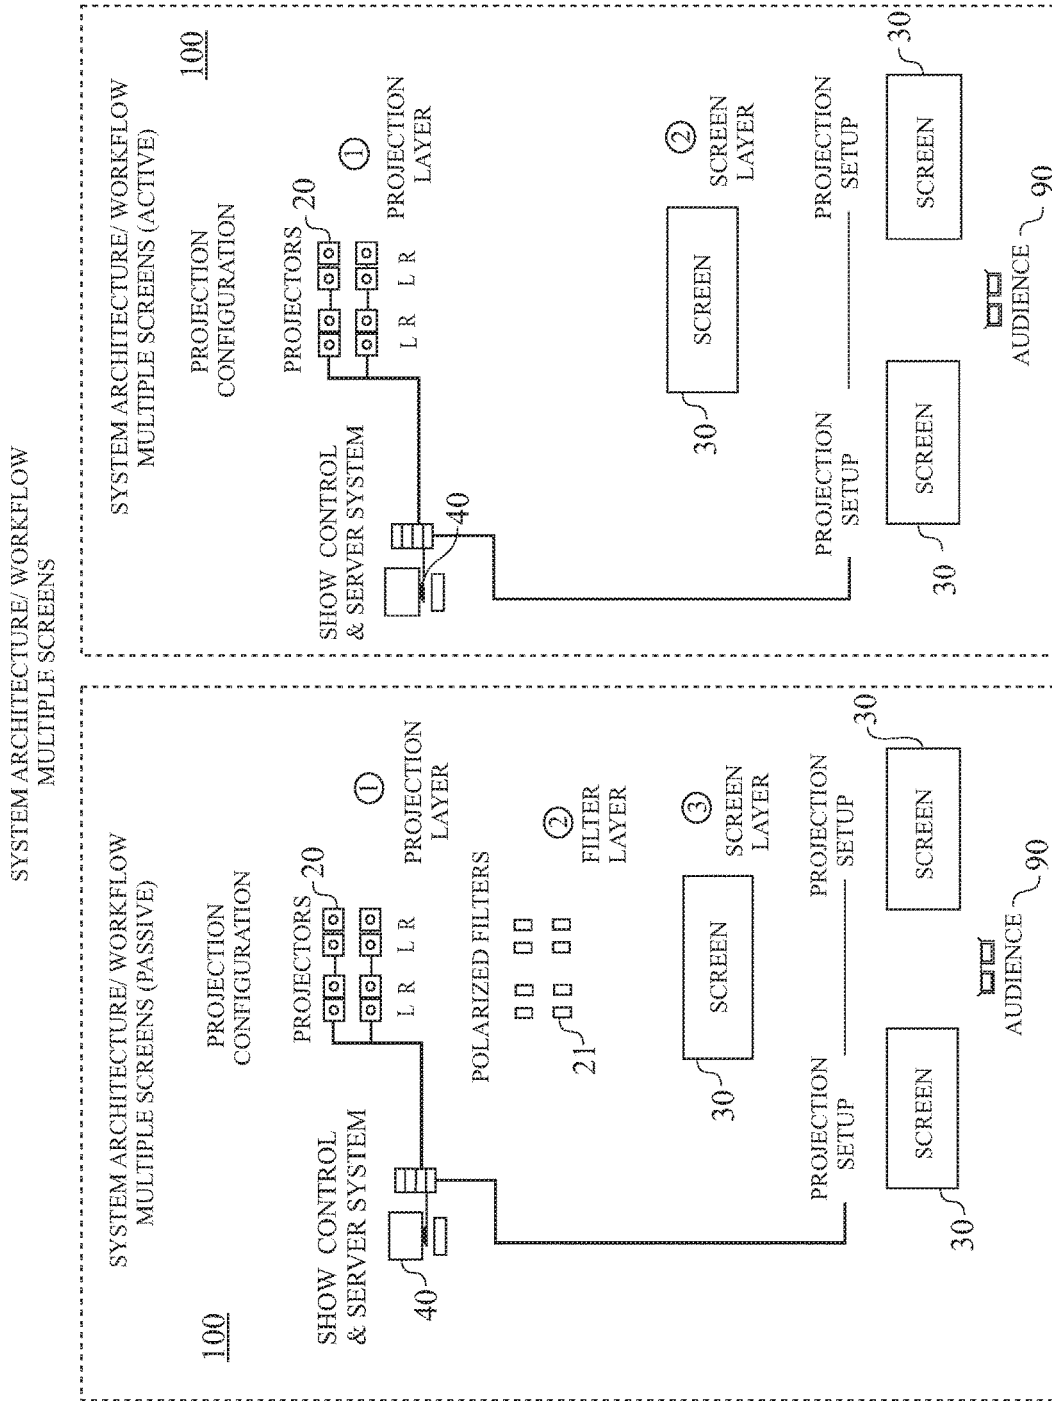 SYSTEM ARCHITECTURE/ WORKFLOW
MULTIPLE SCREENS
SYSTEM ARCHITECTURE/ WORKFLOW
MULTIPLE SCREENS (PASSIVE)
100
PROJECTION
CONFIGURATION
SHOW CONTROL
& SERVER SYSTEM
40
PROJECTORS
20
L R L R
1
PROJECTION
LAYER
POLARIZED FILTERS
21
2
FILTER
LAYER
3
SCREEN
LAYER
SCREEN
30
PROJECTION
SETUP
PROJECTION
SETUP
SCREEN
30
SCREEN
30
AUDIENCE
90
SYSTEM ARCHITECTURE/ WORKFLOW
MULTIPLE SCREENS (ACTIVE)
100
PROJECTION
CONFIGURATION
SHOW CONTROL
& SERVER SYSTEM
40
PROJECTORS
20
L R L R
1
PROJECTION
LAYER
2
SCREEN
LAYER
SCREEN
30
PROJECTION
SETUP
PROJECTION
SETUP
SCREEN
30
SCREEN
30
AUDIENCE
90